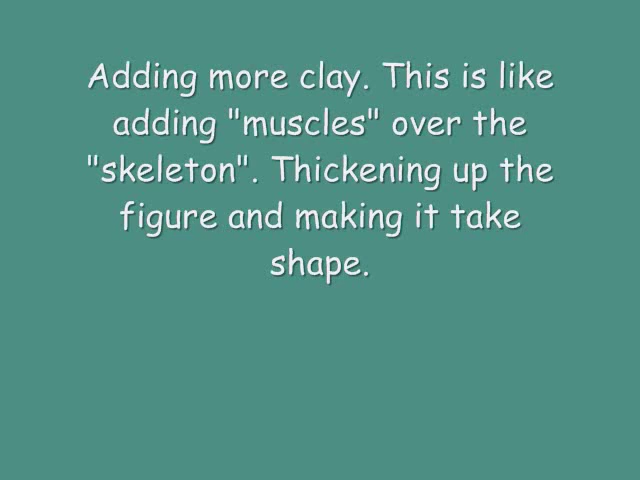 Adding more clay. This is like
adding "muscles" over the
"skeleton". Thickening up the
figure and making it take
shape.